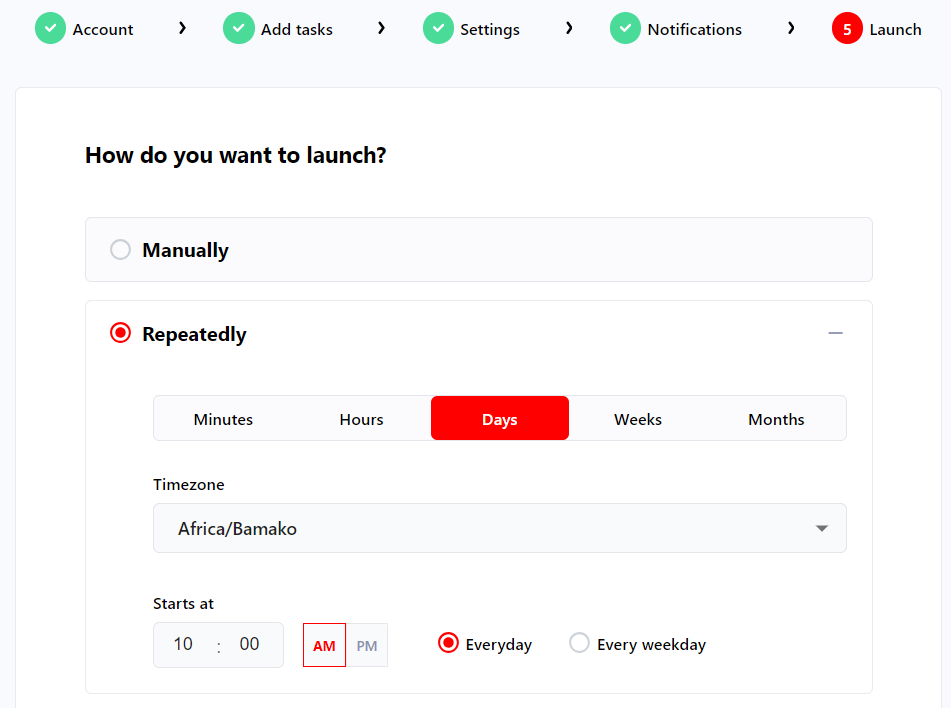 Account Add tasks Settings Notifications 5 Launch
How do you want to launch?
Manually
Repeatedly
Minutes Hours Days Weeks Months
Timezone
Africa/Bamako
Starts at
10 : 00 AM PM Everyday Every weekday